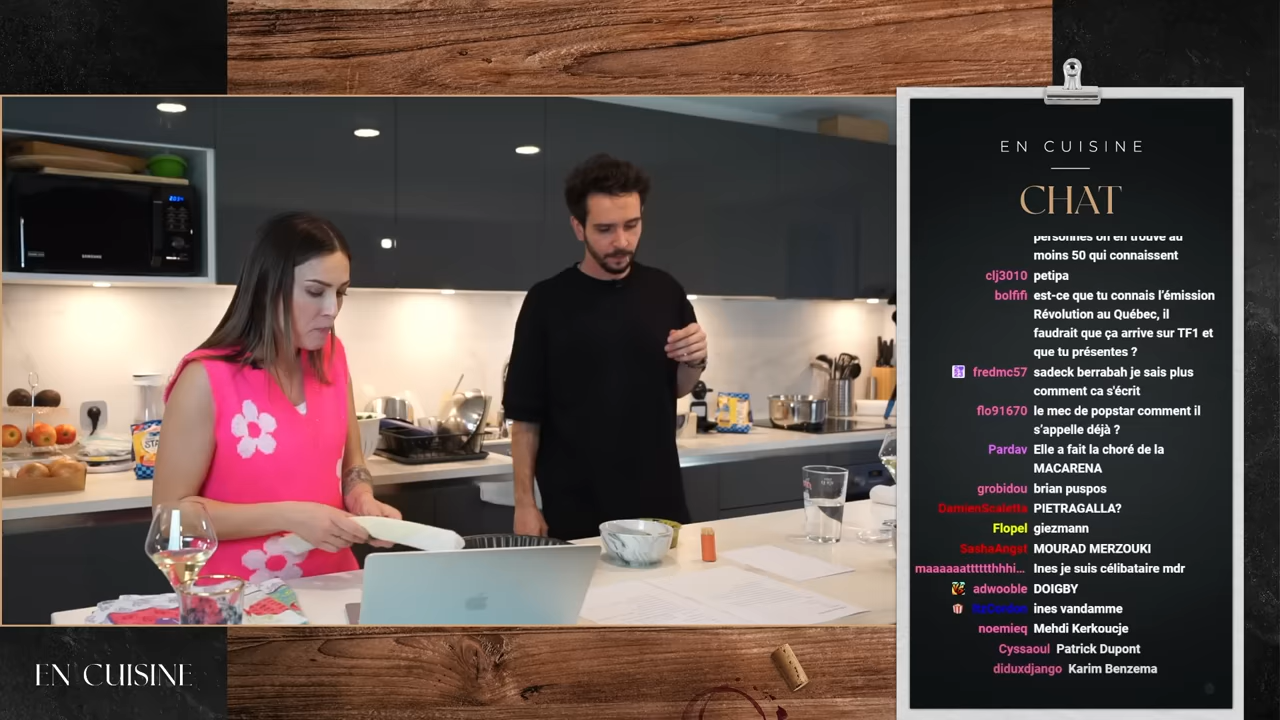 EN CUISINE
CHAT
personnes on en trouve au
moins 50 qui connaissent
clj3010 petipa
bolfifi est-ce que tu connais l'émission
Révolution au Québec, il
faudrait que ça arrive sur TF1 et
que tu présentes ?
fredmc57 sadeck berrabah je sais plus
comment ca s'écrit
flo91670 le mec de popstar comment il
s'appelle déjà ?
Pardav Elle a fait la choré de la
MACARENA
grobidou brian puspos
DamienScaletta PIETRAGALLA?
Flopel giezmann
SashaAngst MOURAD MERZOUKI
maaaaaatttttthhhi... Ines je suis célibataire mdr
adwooble DOIGBY
ines vandamme
noemieq Mehdi Kerkoucje
Cyssaoul Patrick Dupont
diduxdjango Karim Benzema
SAMSUNG
EN CUISINE